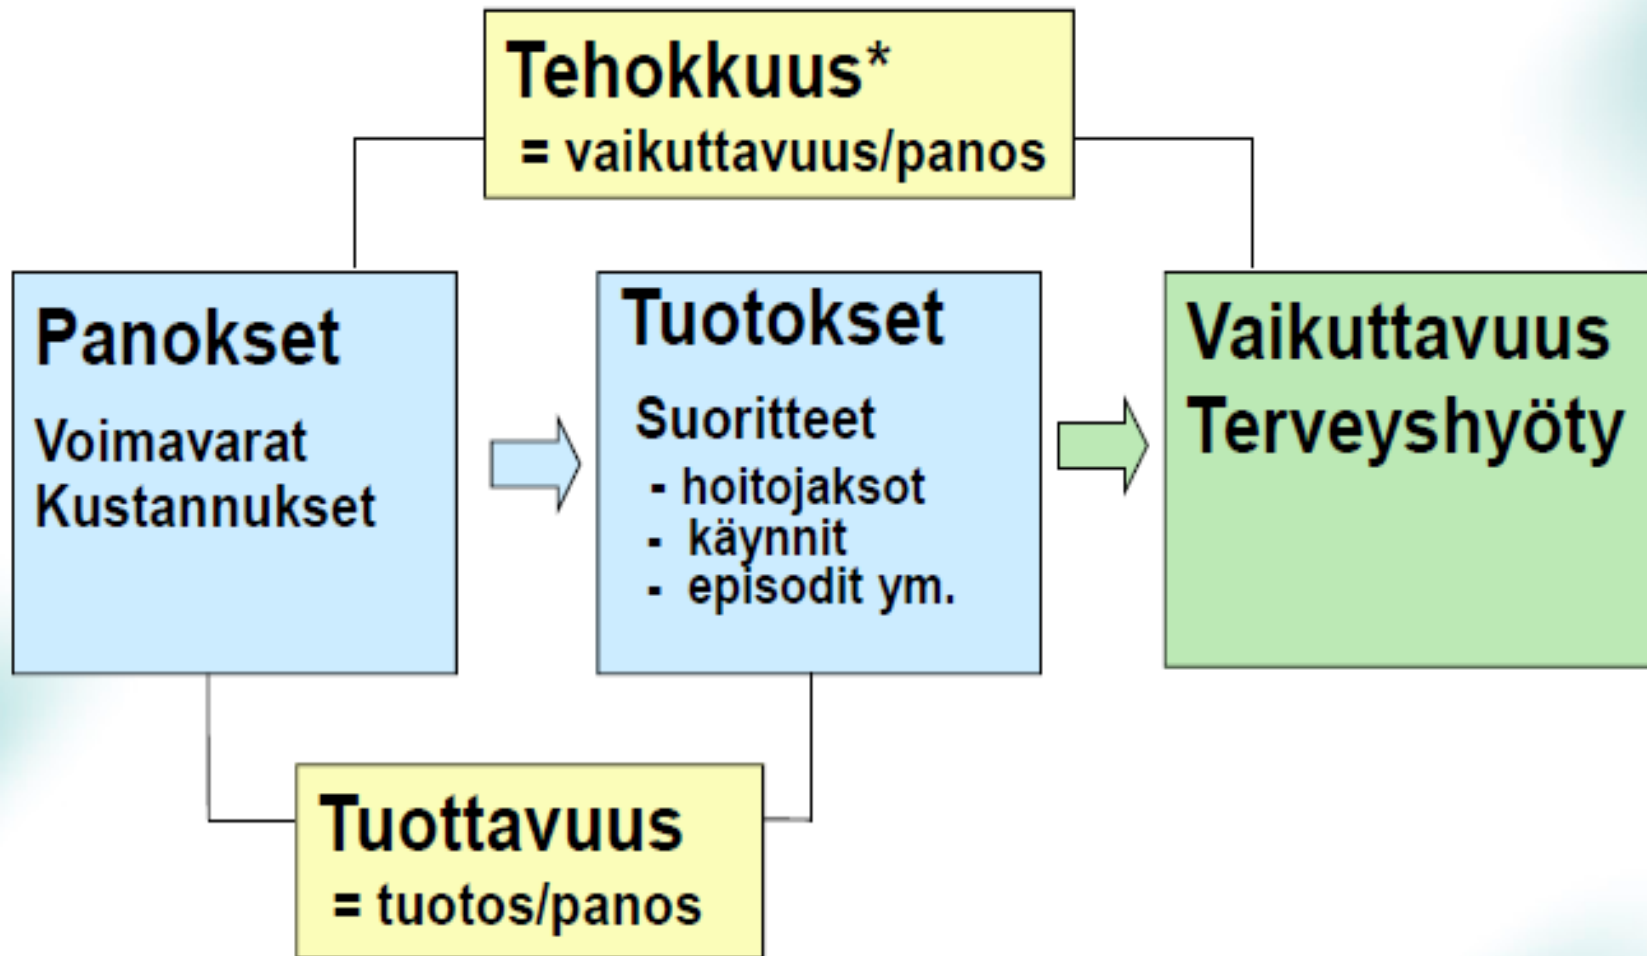 Tehokkuus*
= vaikuttavuus/panos
Panokset
Voimavarat
Kustannukset
Tuotokset
Suoritteet
- hoitojaksot
- käynnit
- episodit ym.
Vaikuttavuus
Terveyshyöty
Tuottavuus
= tuotos/panos